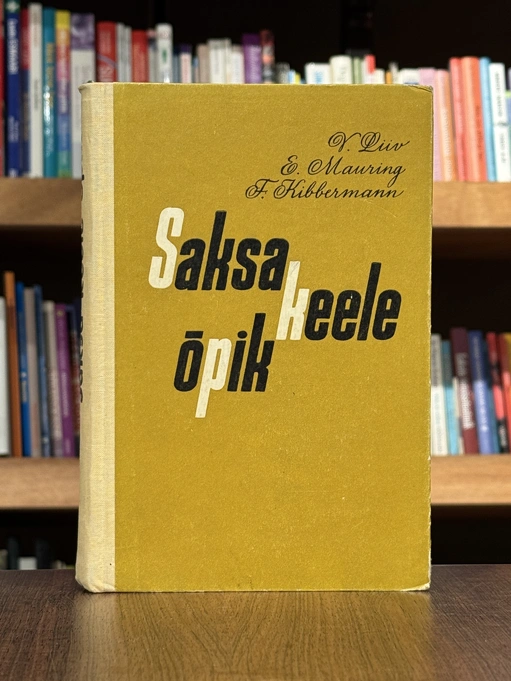 V. Liiv
E. Mauring
F. Kibbermann
Saksa
keele
õpik